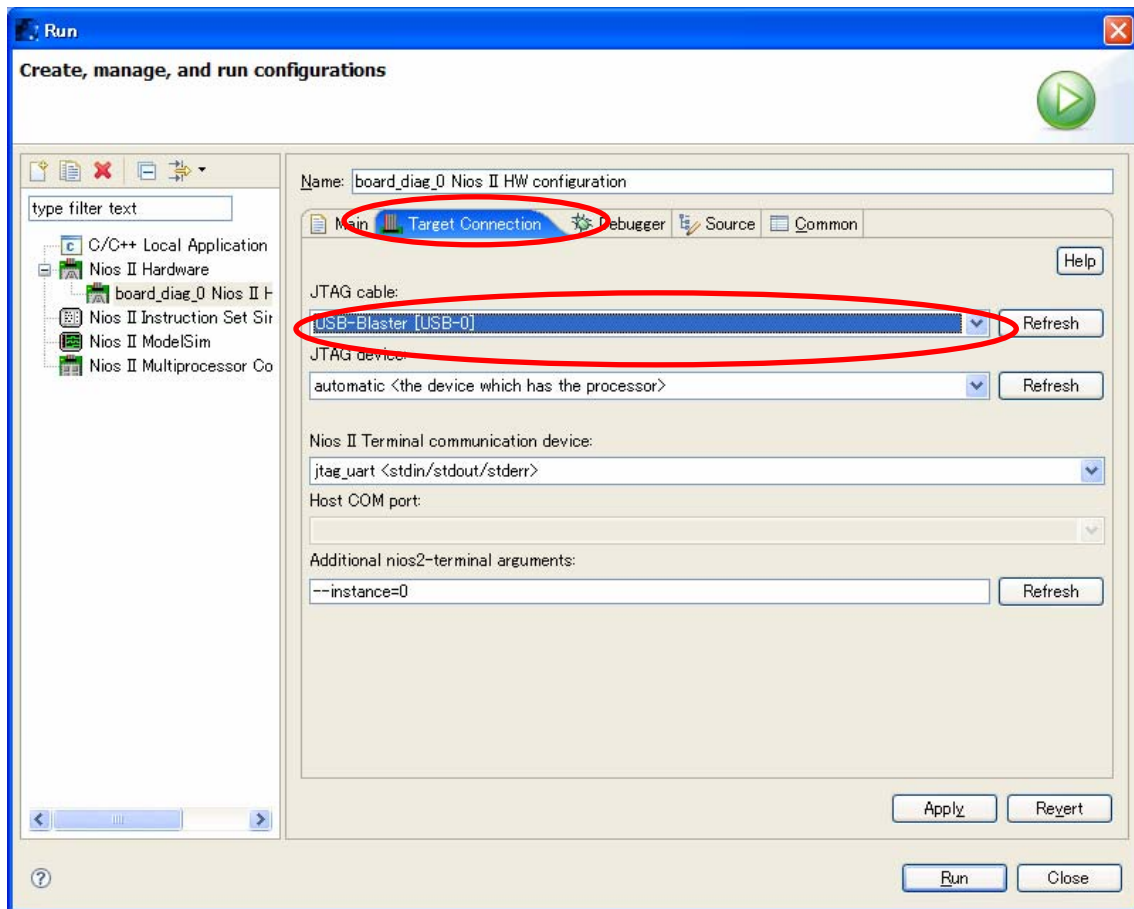 Run
Create, manage, and run configurations
type filter text
C/C++ Local Application
Nios II Hardware
board_diag_0 Nios II H
Nios II Instruction Set Sir
Nios II ModelSim
Nios II Multiprocessor Co
Name: board_diag_0 Nios II HW configuration
Main Target Connection Debugger Source Common
Help
JTAG cable:
USB-Blaster [USB-0] Refresh
JTAG device:
automatic <the device which has the processor> Refresh
Nios II Terminal communication device:
jtag_uart <stdin/stdout/stderr>
Host COM port:
Additional nios2-terminal arguments:
--instance=0 Refresh
Apply Revert
? Run Close